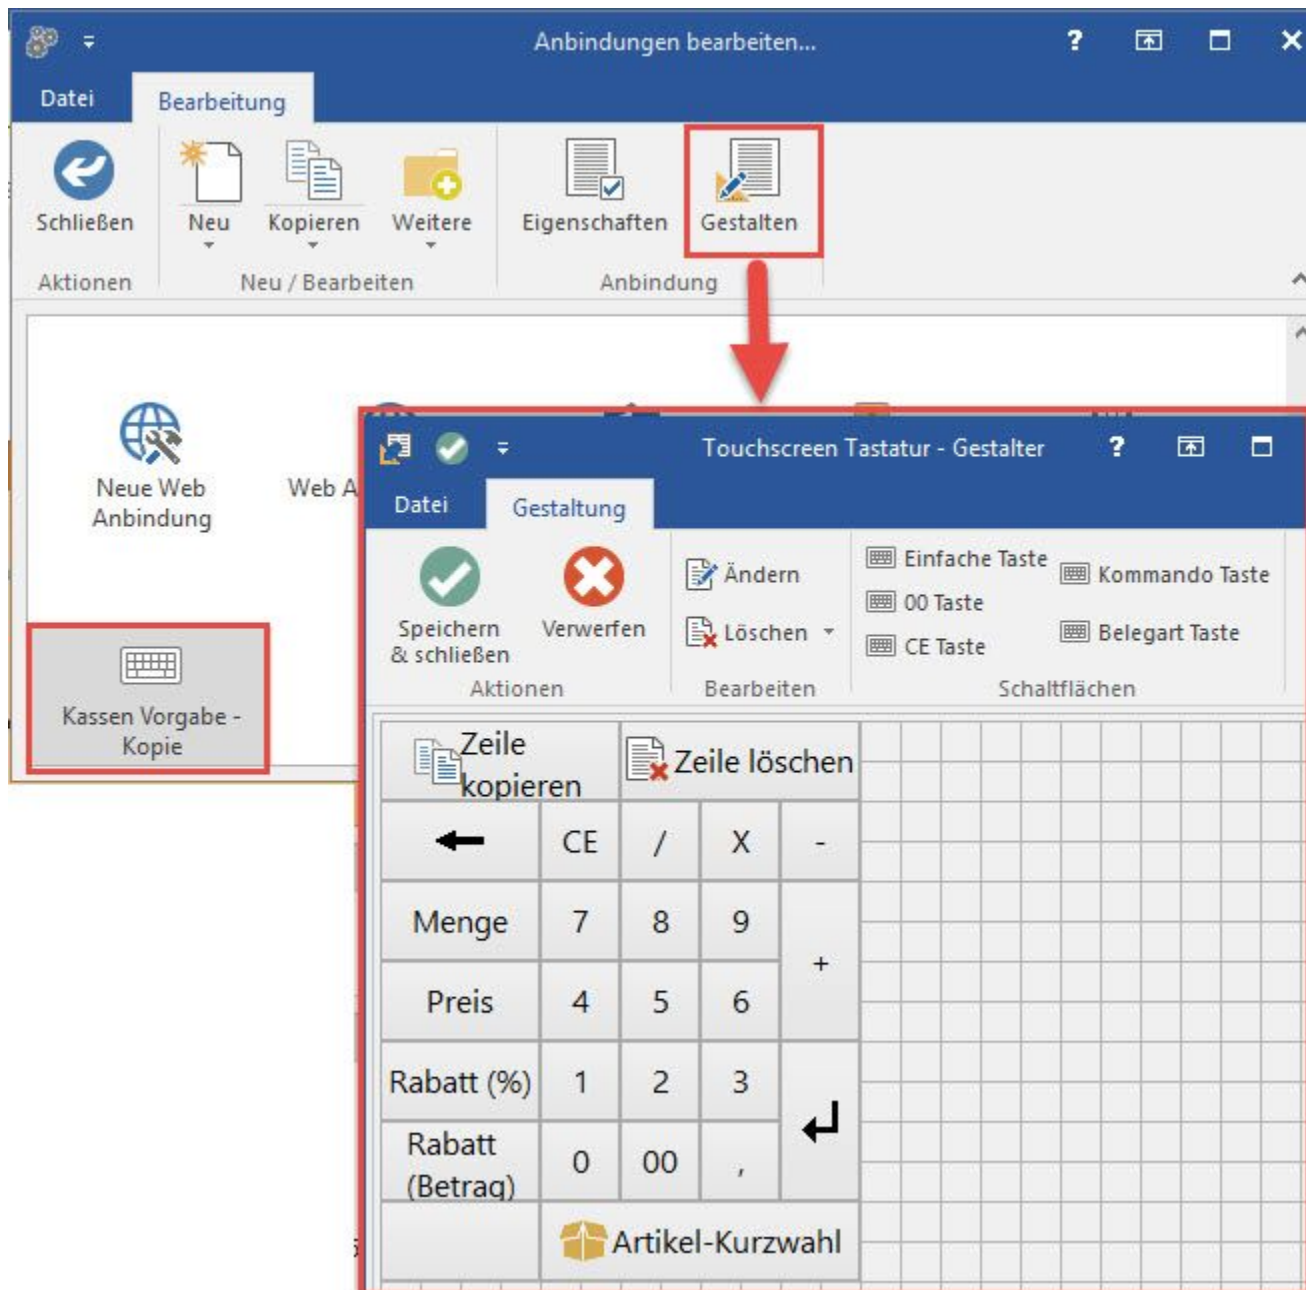 Anbindungen bearbeiten...
?
Datei Bearbeitung
Schließen Neu Kopieren Weitere Eigenschaften Gestalten
Aktionen Neu / Bearbeiten Anbindung
Neue Web
Anbindung
Web A
Kassen Vorgabe -
Kopie
Touchscreen Tastatur - Gestalter ?
Datei Gestaltung
Speichern
& schließen
Verwerfen
Ändern
Löschen
Einfache Taste
00 Taste
CE Taste
Kommando Taste
Belegart Taste
Aktionen Bearbeiten Schaltflächen
Zeile
kopieren
Zeile löschen
CE / X -
Menge 7 8 9
+
Preis 4 5 6
Rabatt (%) 1 2 3
Rabatt
(Betrag)
0 00 ,
Artikel-Kurzwahl